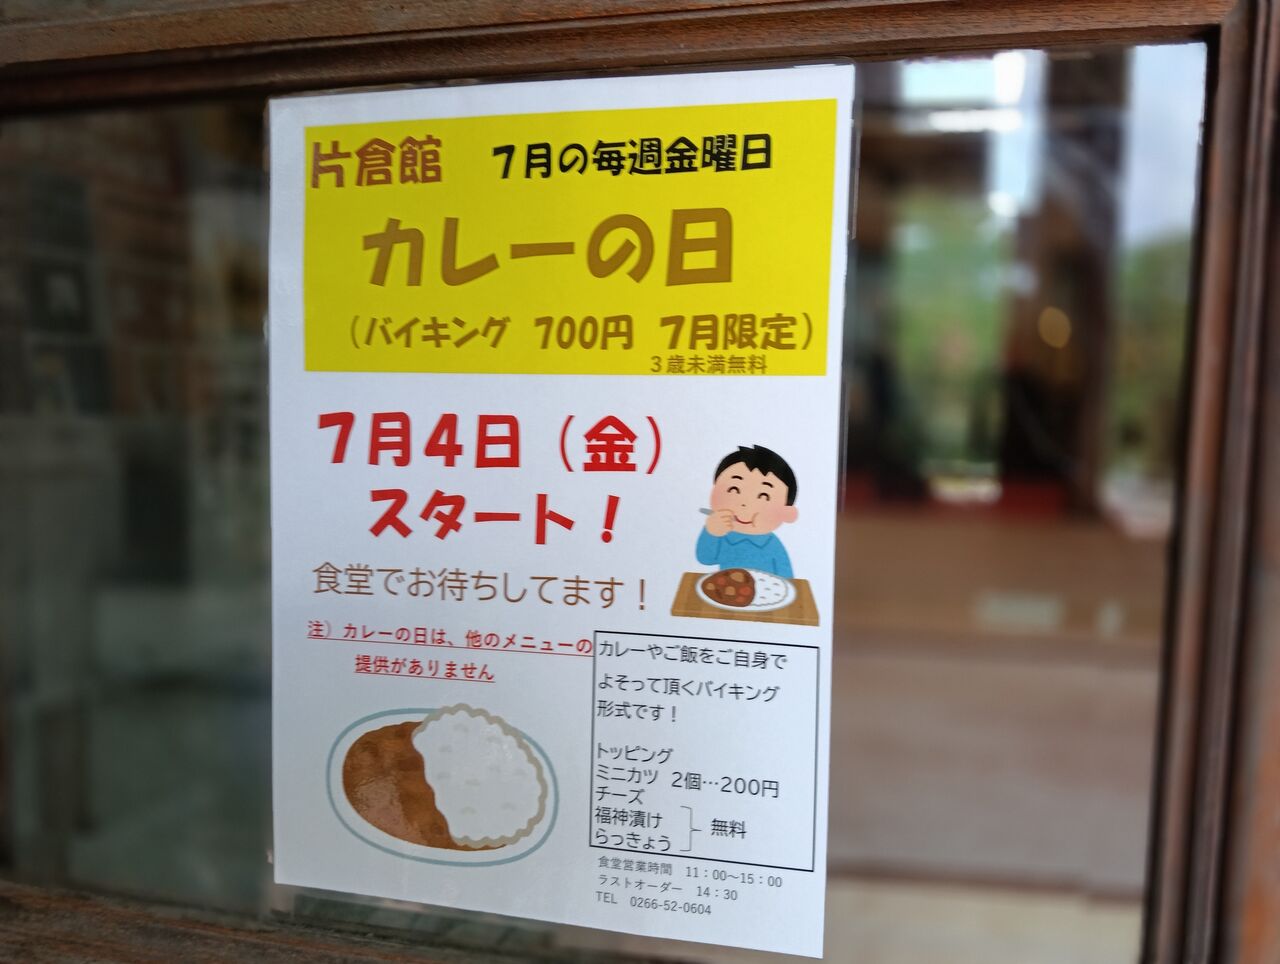 片倉館　7月の毎週金曜日
カレーの日
（バイキング　700円　7月限定）
３歳未満無料
7月4日（金）
スタート！
食堂でお待ちしてます！
注）カレーの日は、他のメニューの
提供がありません
カレーやご飯をご自身で
よそって頂くバイキング
形式です！
トッピング
ミニカツ　2個…200円
チーズ
福神漬け
らっきょう
無料
食堂営業時間　11：00～15：00
ラストオーダー　14：30
TEL　0266-52-0604